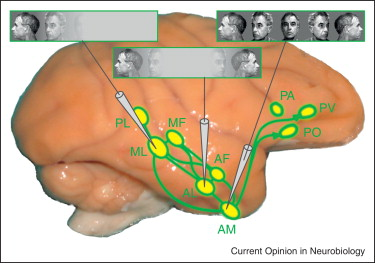 PL
MF
ML
AF
AL
AM
PA
PV
PO
Current Opinion in Neurobiology